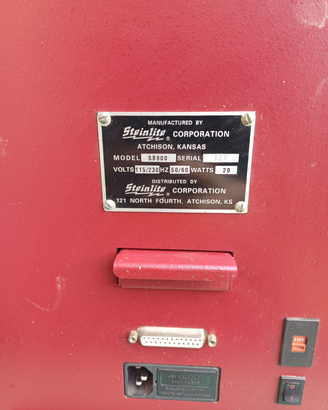 MANUFACTURED BY
Steinlite® CORPORATION
ATCHISON, KANSAS
MODEL SB900 SERIAL
VOLTS 115/230 HZ 50/60 WATTS 20
DISTRIBUTED BY
Steinlite® CORPORATION
121 NORTH FOURTH, ATCHISON, KS